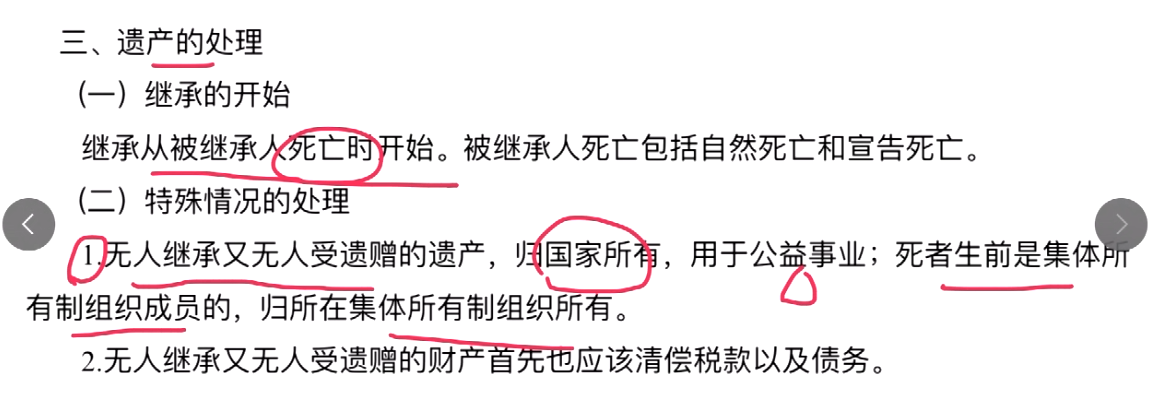 三、遗产的处理
（一）继承的开始
继承从被继承人死亡时开始。被继承人死亡包括自然死亡和宣告死亡。
（二）特殊情况的处理
1.无人继承又无人受遗赠的遗产，归国家所有，用于公益事业；死者生前是集体所
有制组织成员的，归所在集体所有制组织所有。
2.无人继承又无人受遗赠的财产首先也应该清偿税款以及债务。